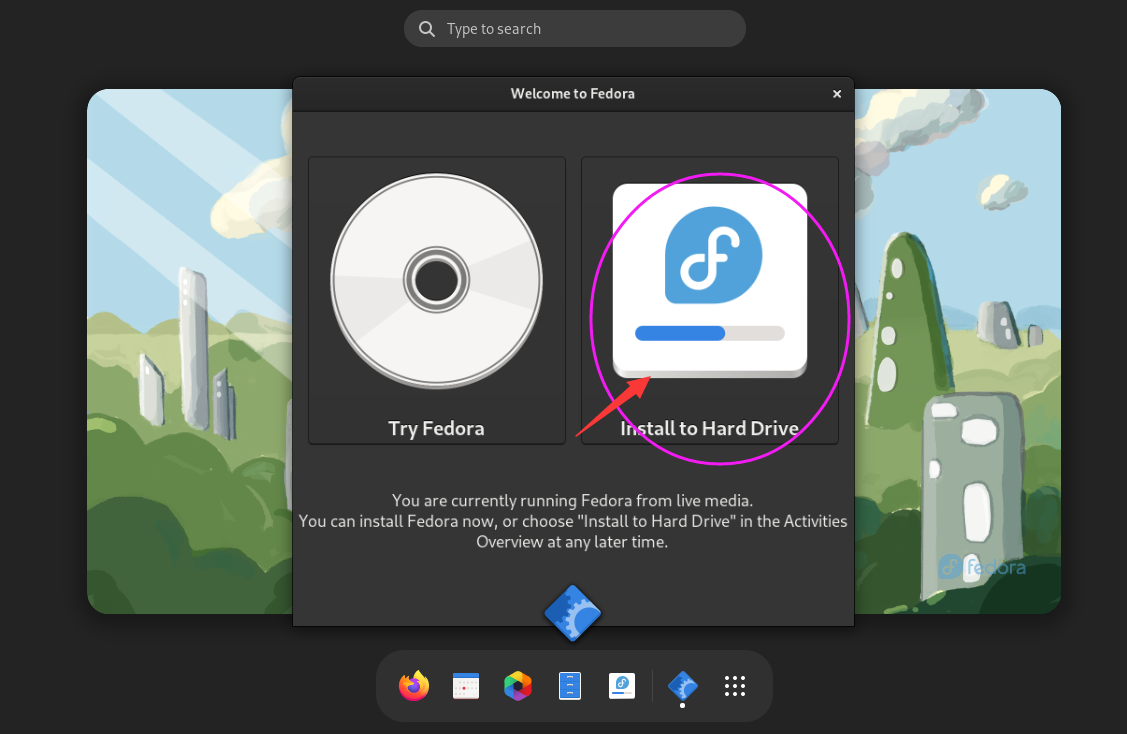 Type to search
Welcome to Fedora
Try Fedora
Install to Hard Drive
You are currently running Fedora from live media.
You can install Fedora now, or choose "Install to Hard Drive" in the Activities
Overview at any later time.
fedora